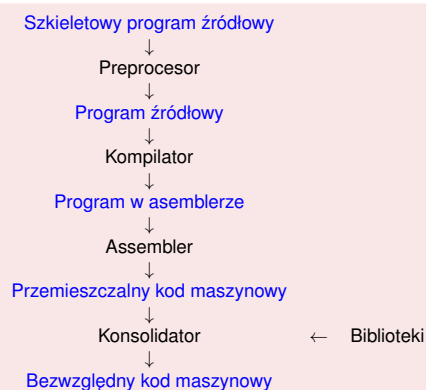 Szkieletowy program źródłowy
↓
Preprocesor
↓
Program źródłowy
↓
Kompilator
↓
Program w asemblerze
↓
Assembler
↓
Przemieszczalny kod maszynowy
↓
Konsolidator ← Biblioteki
↓
Bezwzględny kod maszynowy